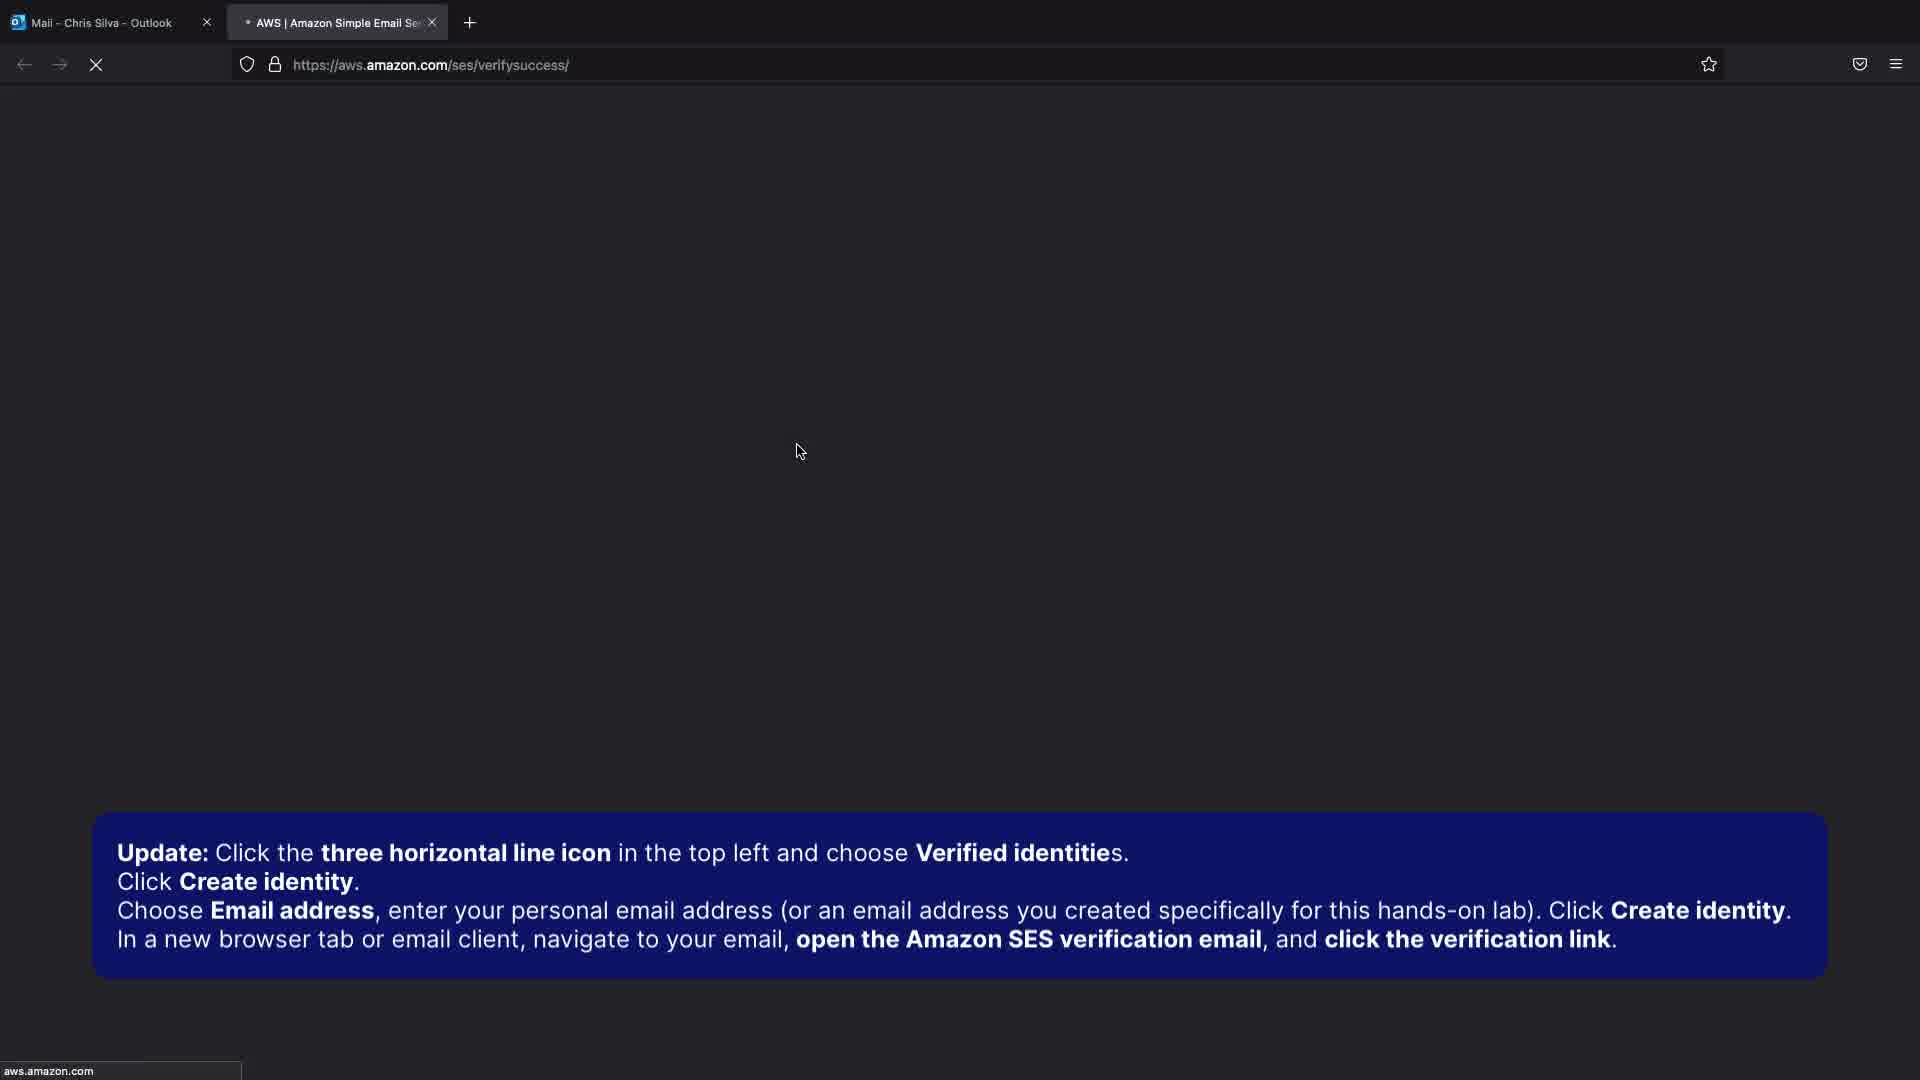 Mail - Chris Silva - Outlook
AWS | Amazon Simple Email Se
https://aws.amazon.com/ses/verifysuccess/
Update: Click the three horizontal line icon in the top left and choose Verified identities.
Click Create identity.
Choose Email address, enter your personal email address (or an email address you created specifically for this hands-on lab). Click Create identity.
In a new browser tab or email client, navigate to your email, open the Amazon SES verification email, and click the verification link.
aws.amazon.com